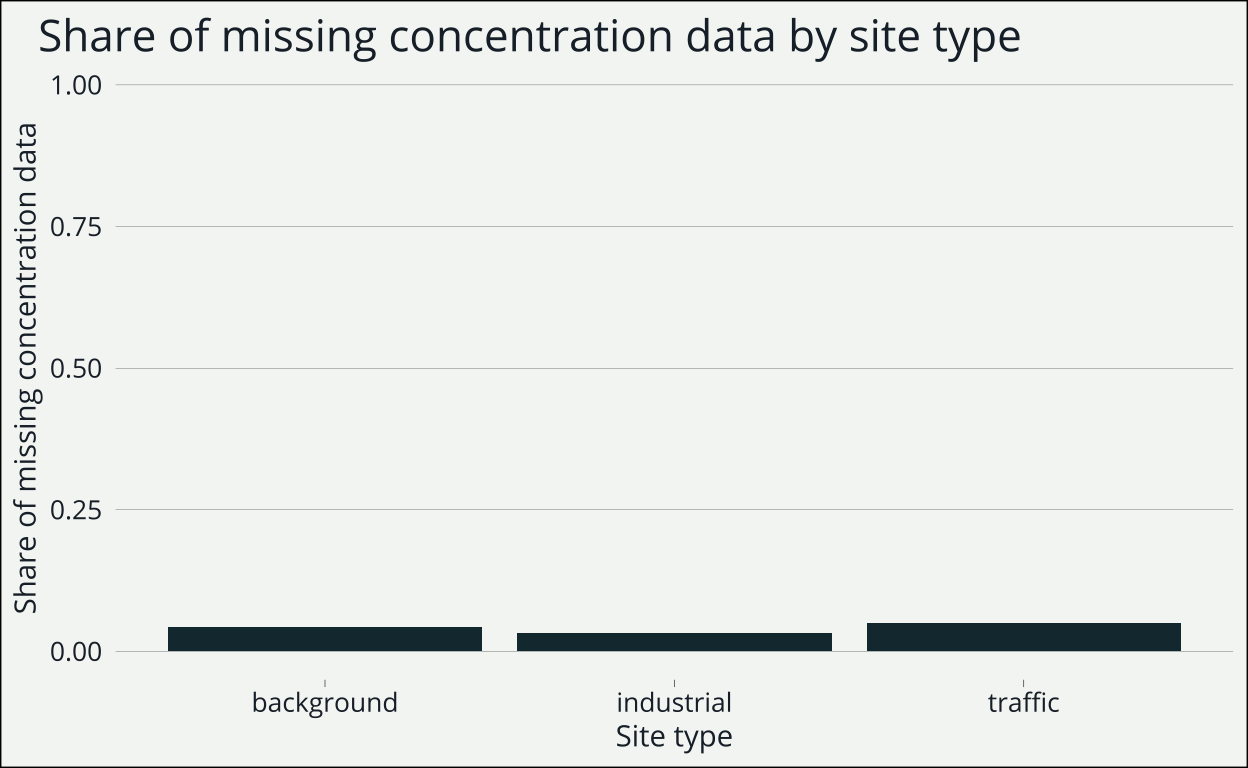 Share of missing concentration data by site type
Share of missing concentration data
1.00
0.75
0.50
0.25
0.00
background industrial traffic
Site type